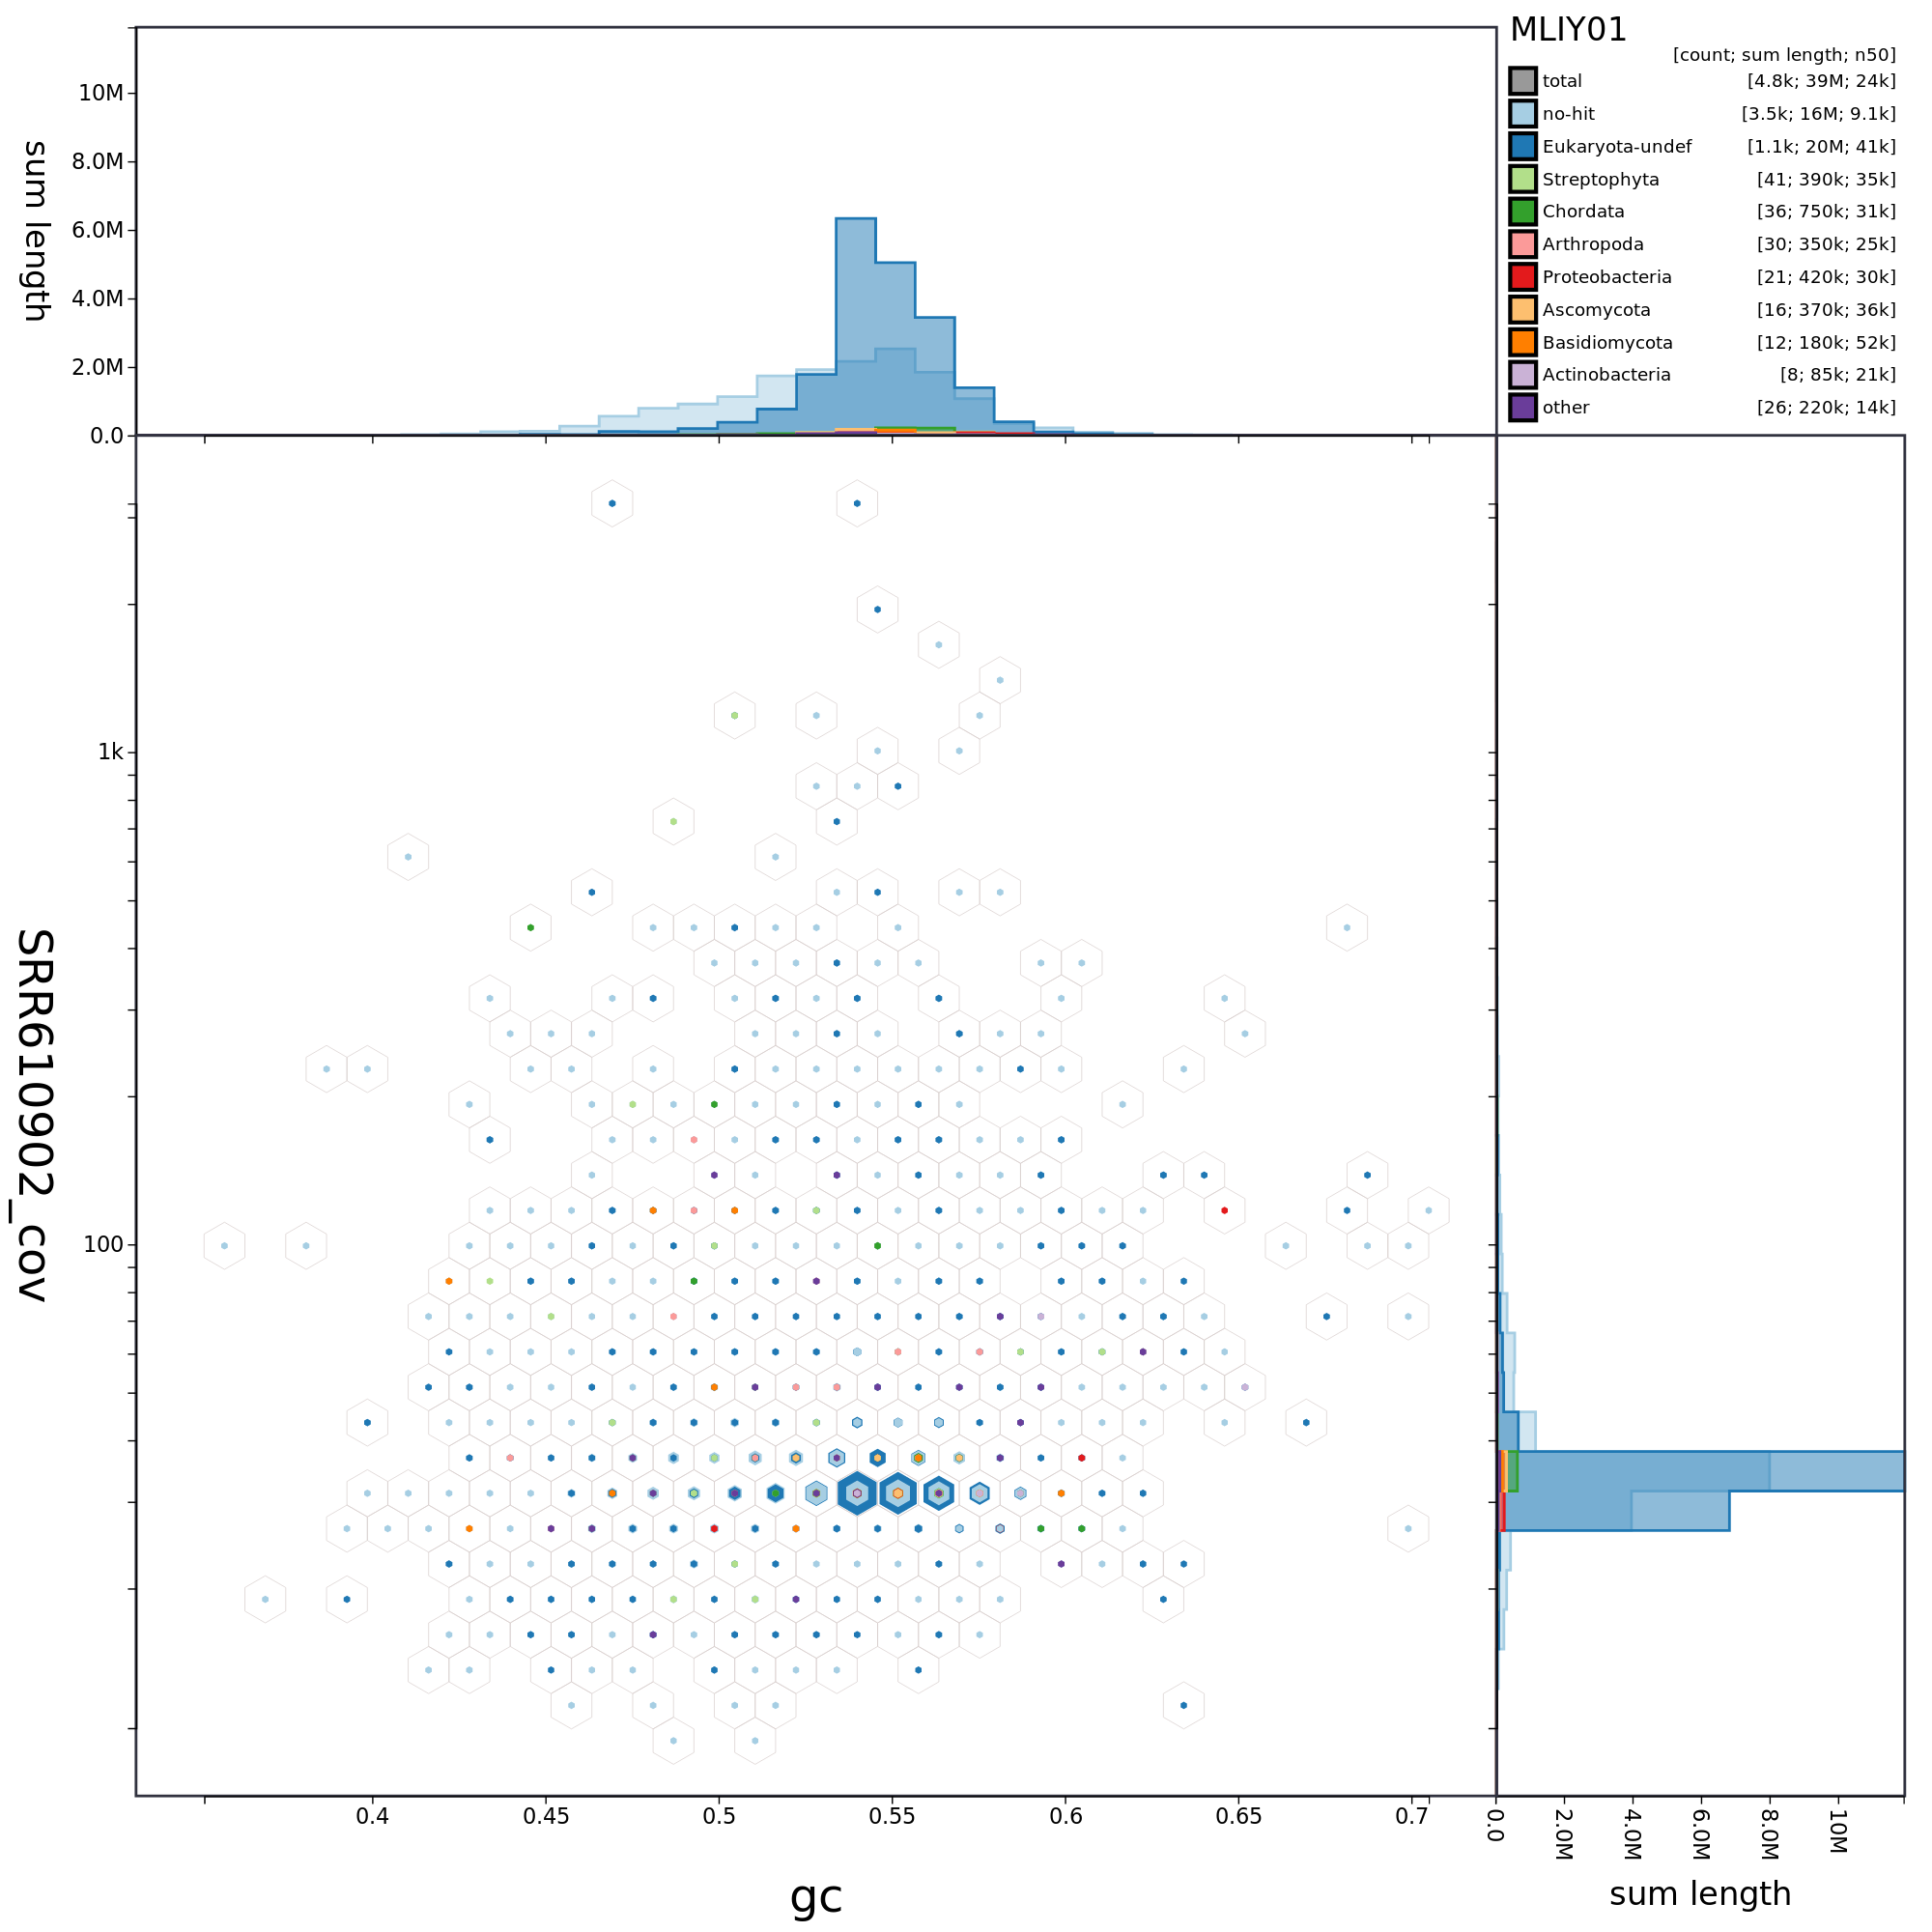 MLIY01
[count; sum length; n50]
total [4.8k; 39M; 24k]
no-hit [3.5k; 16M; 9.1k]
Eukaryota-undef [1.1k; 20M; 41k]
Streptophyta [41; 390k; 35k]
Chordata [36; 750k; 31k]
Arthropoda [30; 350k; 25k]
Proteobacteria [21; 420k; 30k]
Ascomycota [16; 370k; 36k]
Basidiomycota [12; 180k; 52k]
Actinobacteria [8; 85k; 21k]
other [26; 220k; 14k]
sum length
10M
8.0M
6.0M
4.0M
2.0M
0.0
SRR610902_cov
1k
100
0.4 0.45 0.5 0.55 0.6 0.65 0.7
gc
0.0 2.0M 4.0M 6.0M 8.0M 10M
sum length